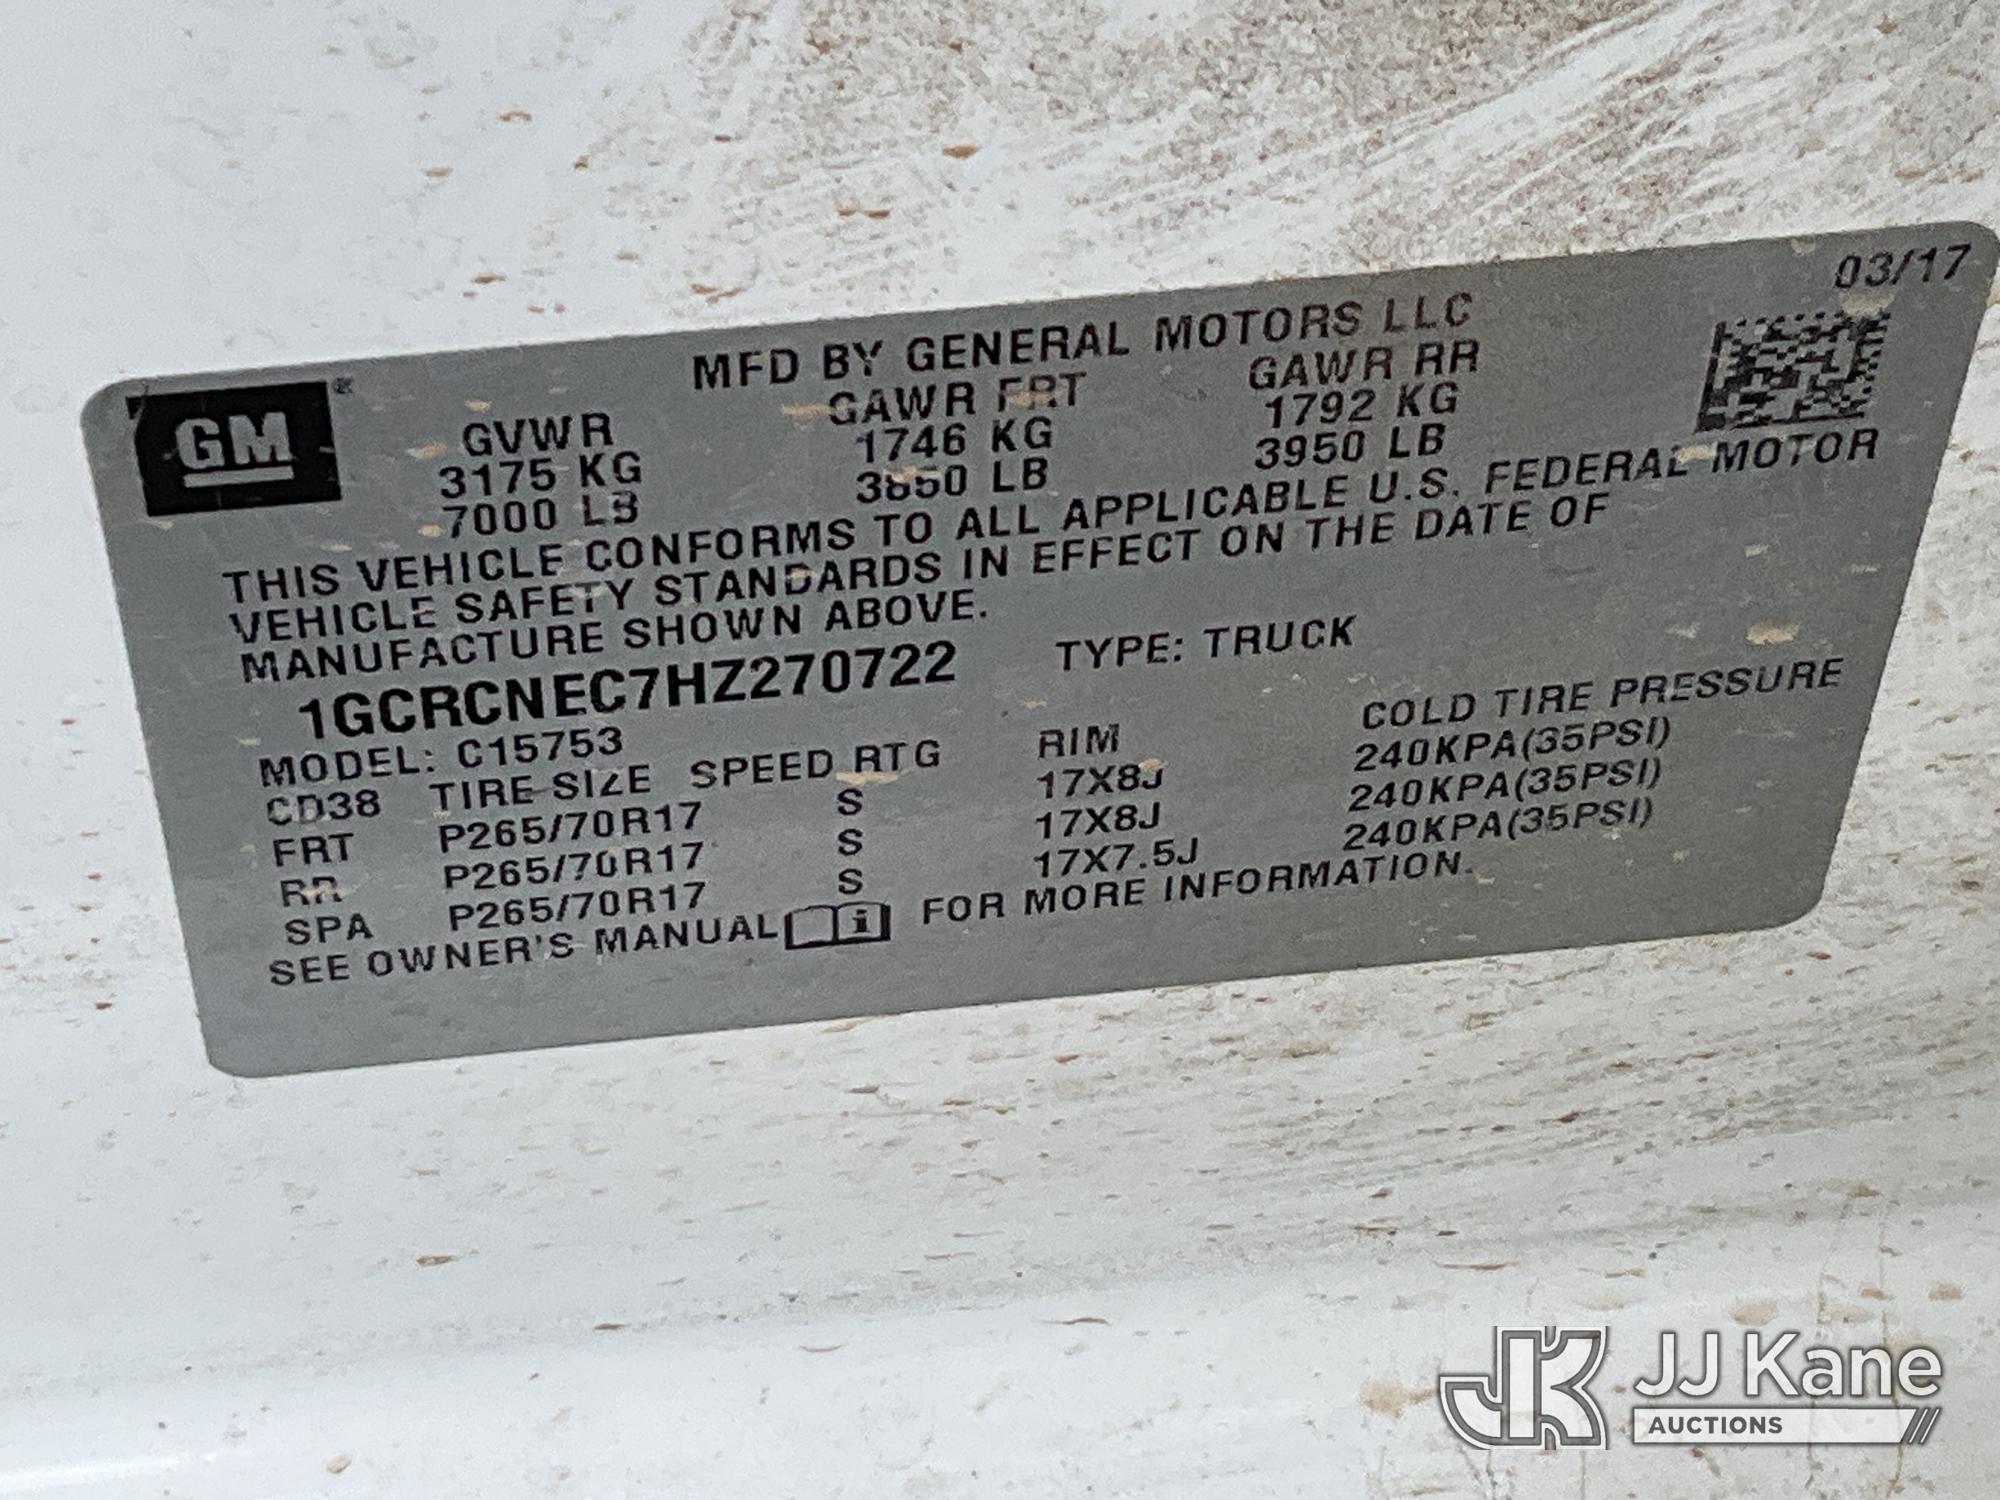 03/17
MFD BY GENERAL MOTORS LLC
GM ®
GVWR GAWR FRT GAWR RR
3175 KG 1746 KG 1792 KG
7000 LB 3850 LB 3950 LB
THIS VEHICLE CONFORMS TO ALL APPLICABLE U.S. FEDERAL MOTOR
VEHICLE SAFETY STANDARDS IN EFFECT ON THE DATE OF
MANUFACTURE SHOWN ABOVE.
1GCRCNEC7HZ270722 TYPE: TRUCK
MODEL: C15753
CD38 TIRE SIZE SPEED RTG RIM COLD TIRE PRESSURE
FRT P265/70R17 S 17X8J 240KPA(35PSI)
RR P265/70R17 S 17X8J 240KPA(35PSI)
SPA P265/70R17 S 17X7.5J 240KPA(35PSI)
SEE OWNER'S MANUAL FOR MORE INFORMATION.
JK JJ Kane
AUCTIONS